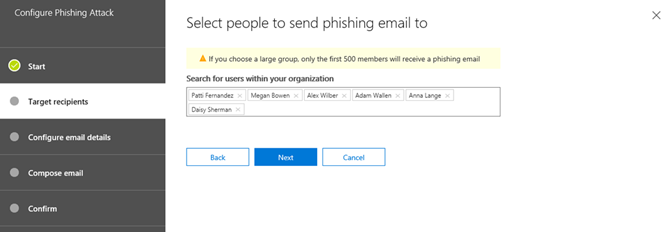 Configure Phishing Attack
Start
Target recipients
Configure email details
Compose email
Confirm
Select people to send phishing email to
If you choose a large group, only the first 500 members will receive a phishing email
Search for users within your organization
Patti Fernandez × Megan Bowen × Alex Wilber × Adam Wallen × Anna Lange ×
Daisy Sherman ×
Back Next Cancel